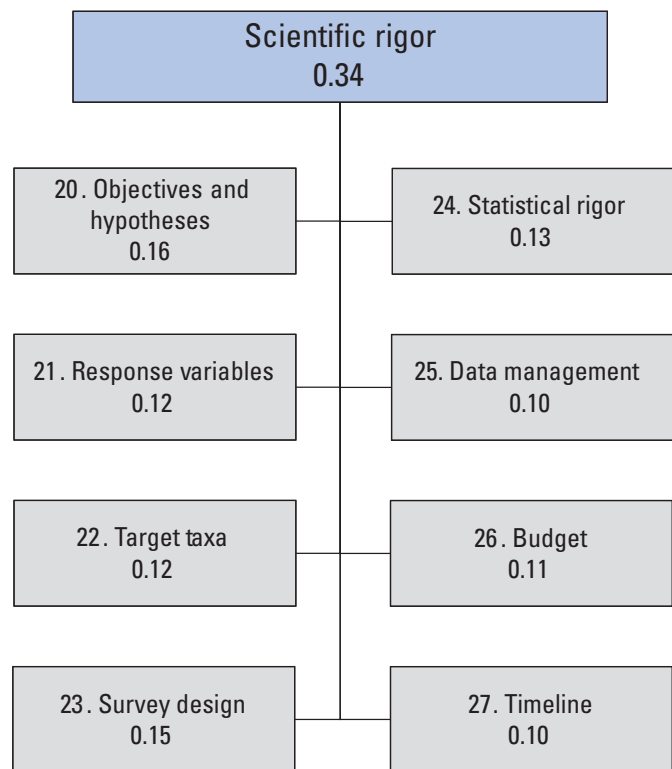 Scientific rigor
0.34
20. Objectives and
hypotheses
0.16
24. Statistical rigor
0.13
21. Response variables
0.12
25. Data management
0.10
22. Target taxa
0.12
26. Budget
0.11
23. Survey design
0.15
27. Timeline
0.10